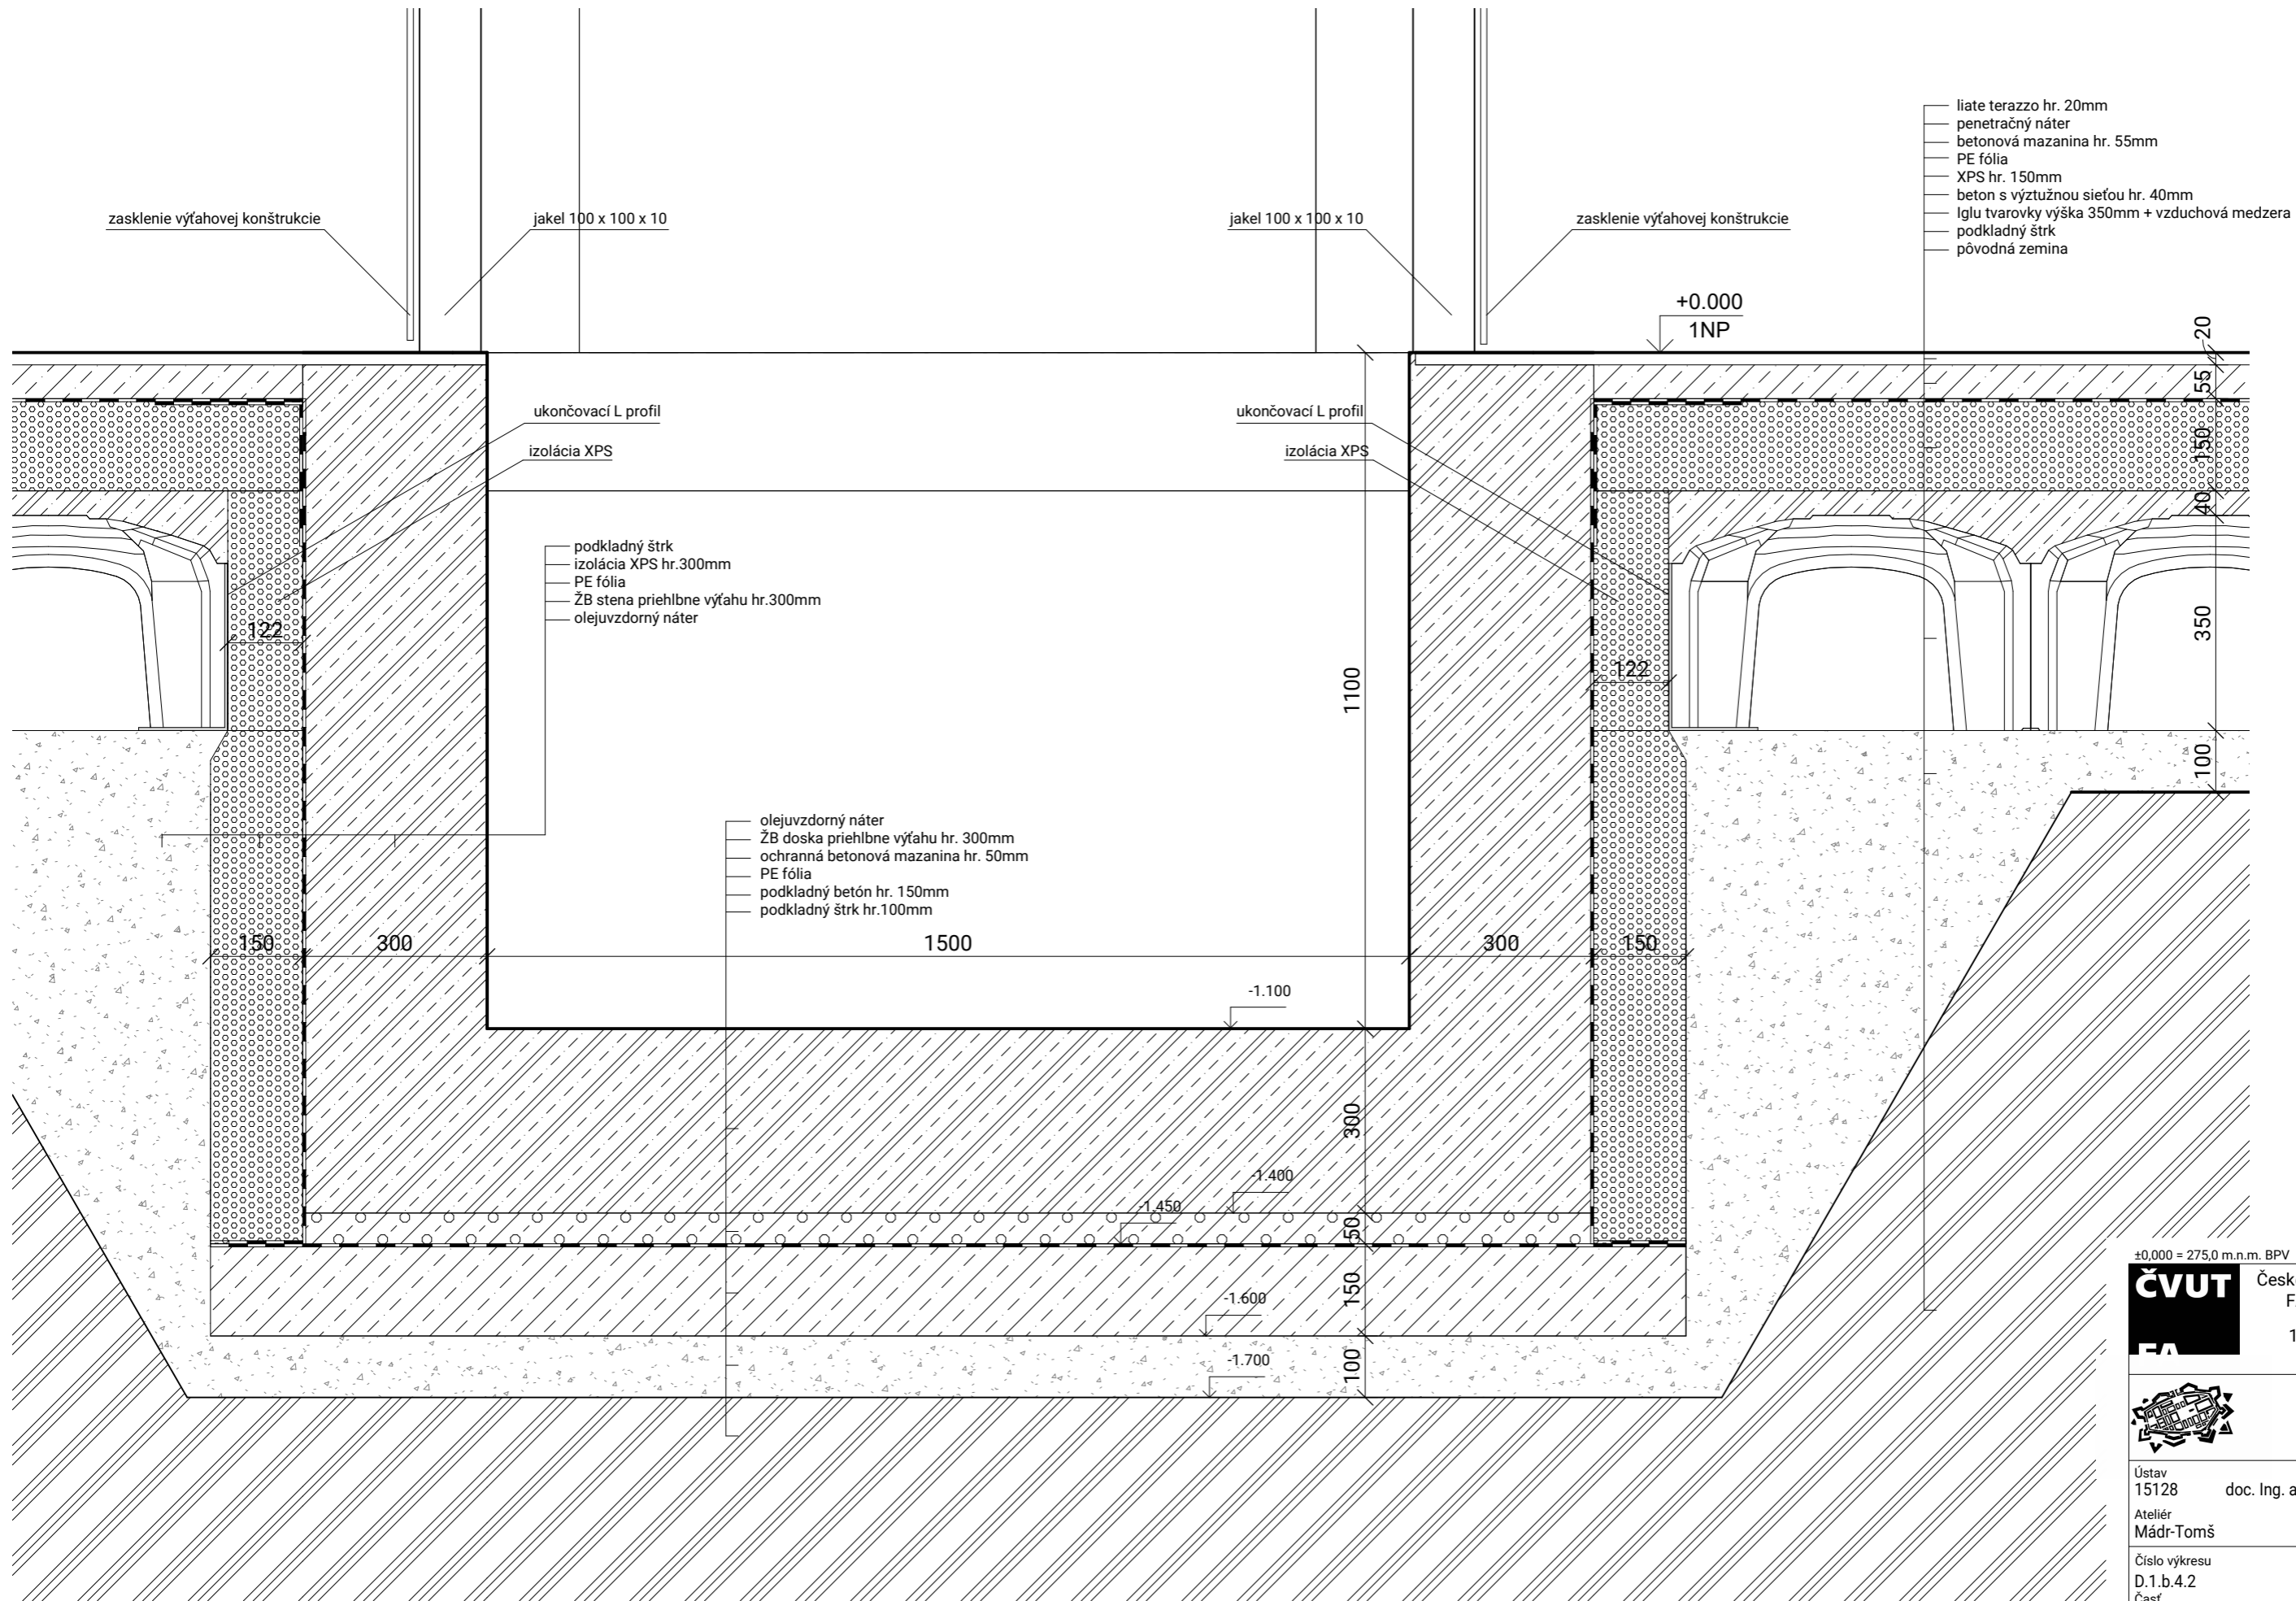 liate terazzo hr. 20mm
penetračný náter
betonová mazanina hr. 55mm
PE fólia
XPS hr. 150mm
beton s výztužnou sieťou hr. 40mm
Iglu tvarovky výška 350mm + vzduchová medzera
podkladný štrk
pôvodná zemina
zasklenie výťahovej konštrukcie
jakel 100 x 100 x 10
jakel 100 x 100 x 10
zasklenie výťahovej konštrukcie
+0.000
1NP
20
55
150
40
350
100
ukončovací L profil
izolácia XPS
ukončovací L profil
izolácia XPS
podkladný štrk
izolácia XPS hr.300mm
PE fólia
ŽB stena priehlbne výťahu hr.300mm
olejuvzdorný náter
122
122
1100
olejuvzdorný náter
ŽB doska priehlbne výťahu hr. 300mm
ochranná betonová mazanina hr. 50mm
PE fólia
podkladný betón hr. 150mm
podkladný štrk hr.100mm
150
300
1500
300
150
-1.100
300
-1.400
-1.450
50
150
-1.600
-1.700
100
±0,000 = 275,0 m.n.m. BPV
ČVUT
FA
Česk
F
1
Ústav
15128 doc. Ing. a
Ateliér
Mádr-Tomš
Číslo výkresu
D.1.b.4.2
Časť